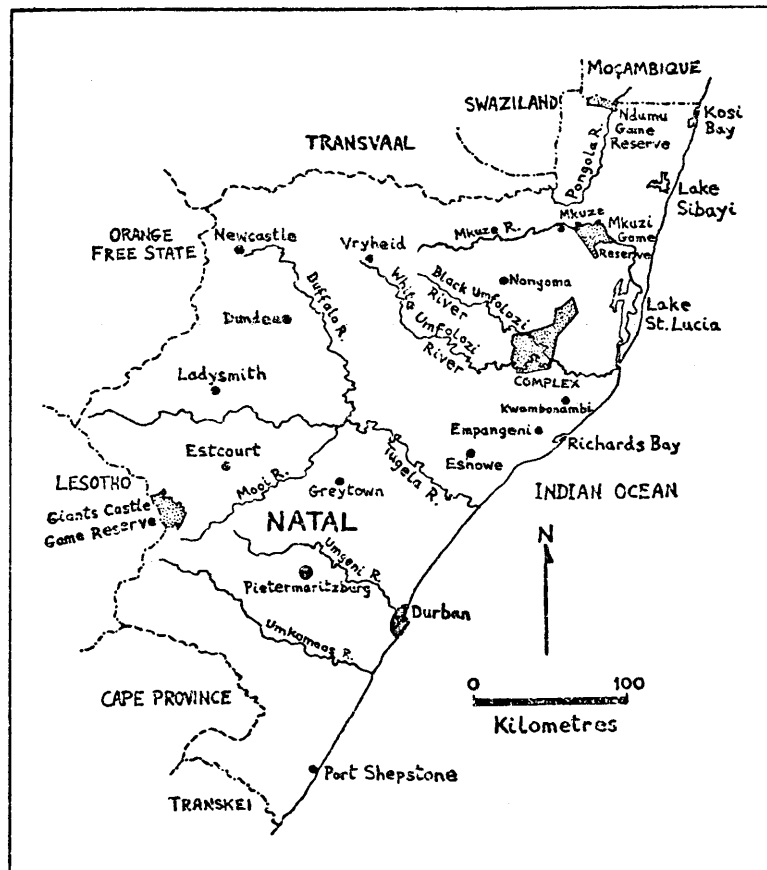 MOÇAMBIQUE
SWAZILAND
Ndumu
Game
Reserve
Kosi
Bay
TRANSVAAL
Pongola R.
Lake
Sibayi
ORANGE
FREE STATE
Newcastle
Vryheid
Mkuze R.
Mkuze
Mkuzi
Game
Reserve
Buffalo R.
White Umfolozi
River
Black Umfolozi
River
Nongoma
Lake
St. Lucia
Dundee
Ladysmith
COMPLEX
Kwambonambi
Empangeni
Richards Bay
Estcourt
Eshowe
Mooi R.
Tugela R.
LESOTHO
Giants Castle
Game Reserve
Greytown
INDIAN OCEAN
NATAL
N
Umgeni R.
Pietermaritzburg
Durban
Umkomaas R.
CAPE PROVINCE
0 100
Kilometres
Port Shepstone
TRANSKEI